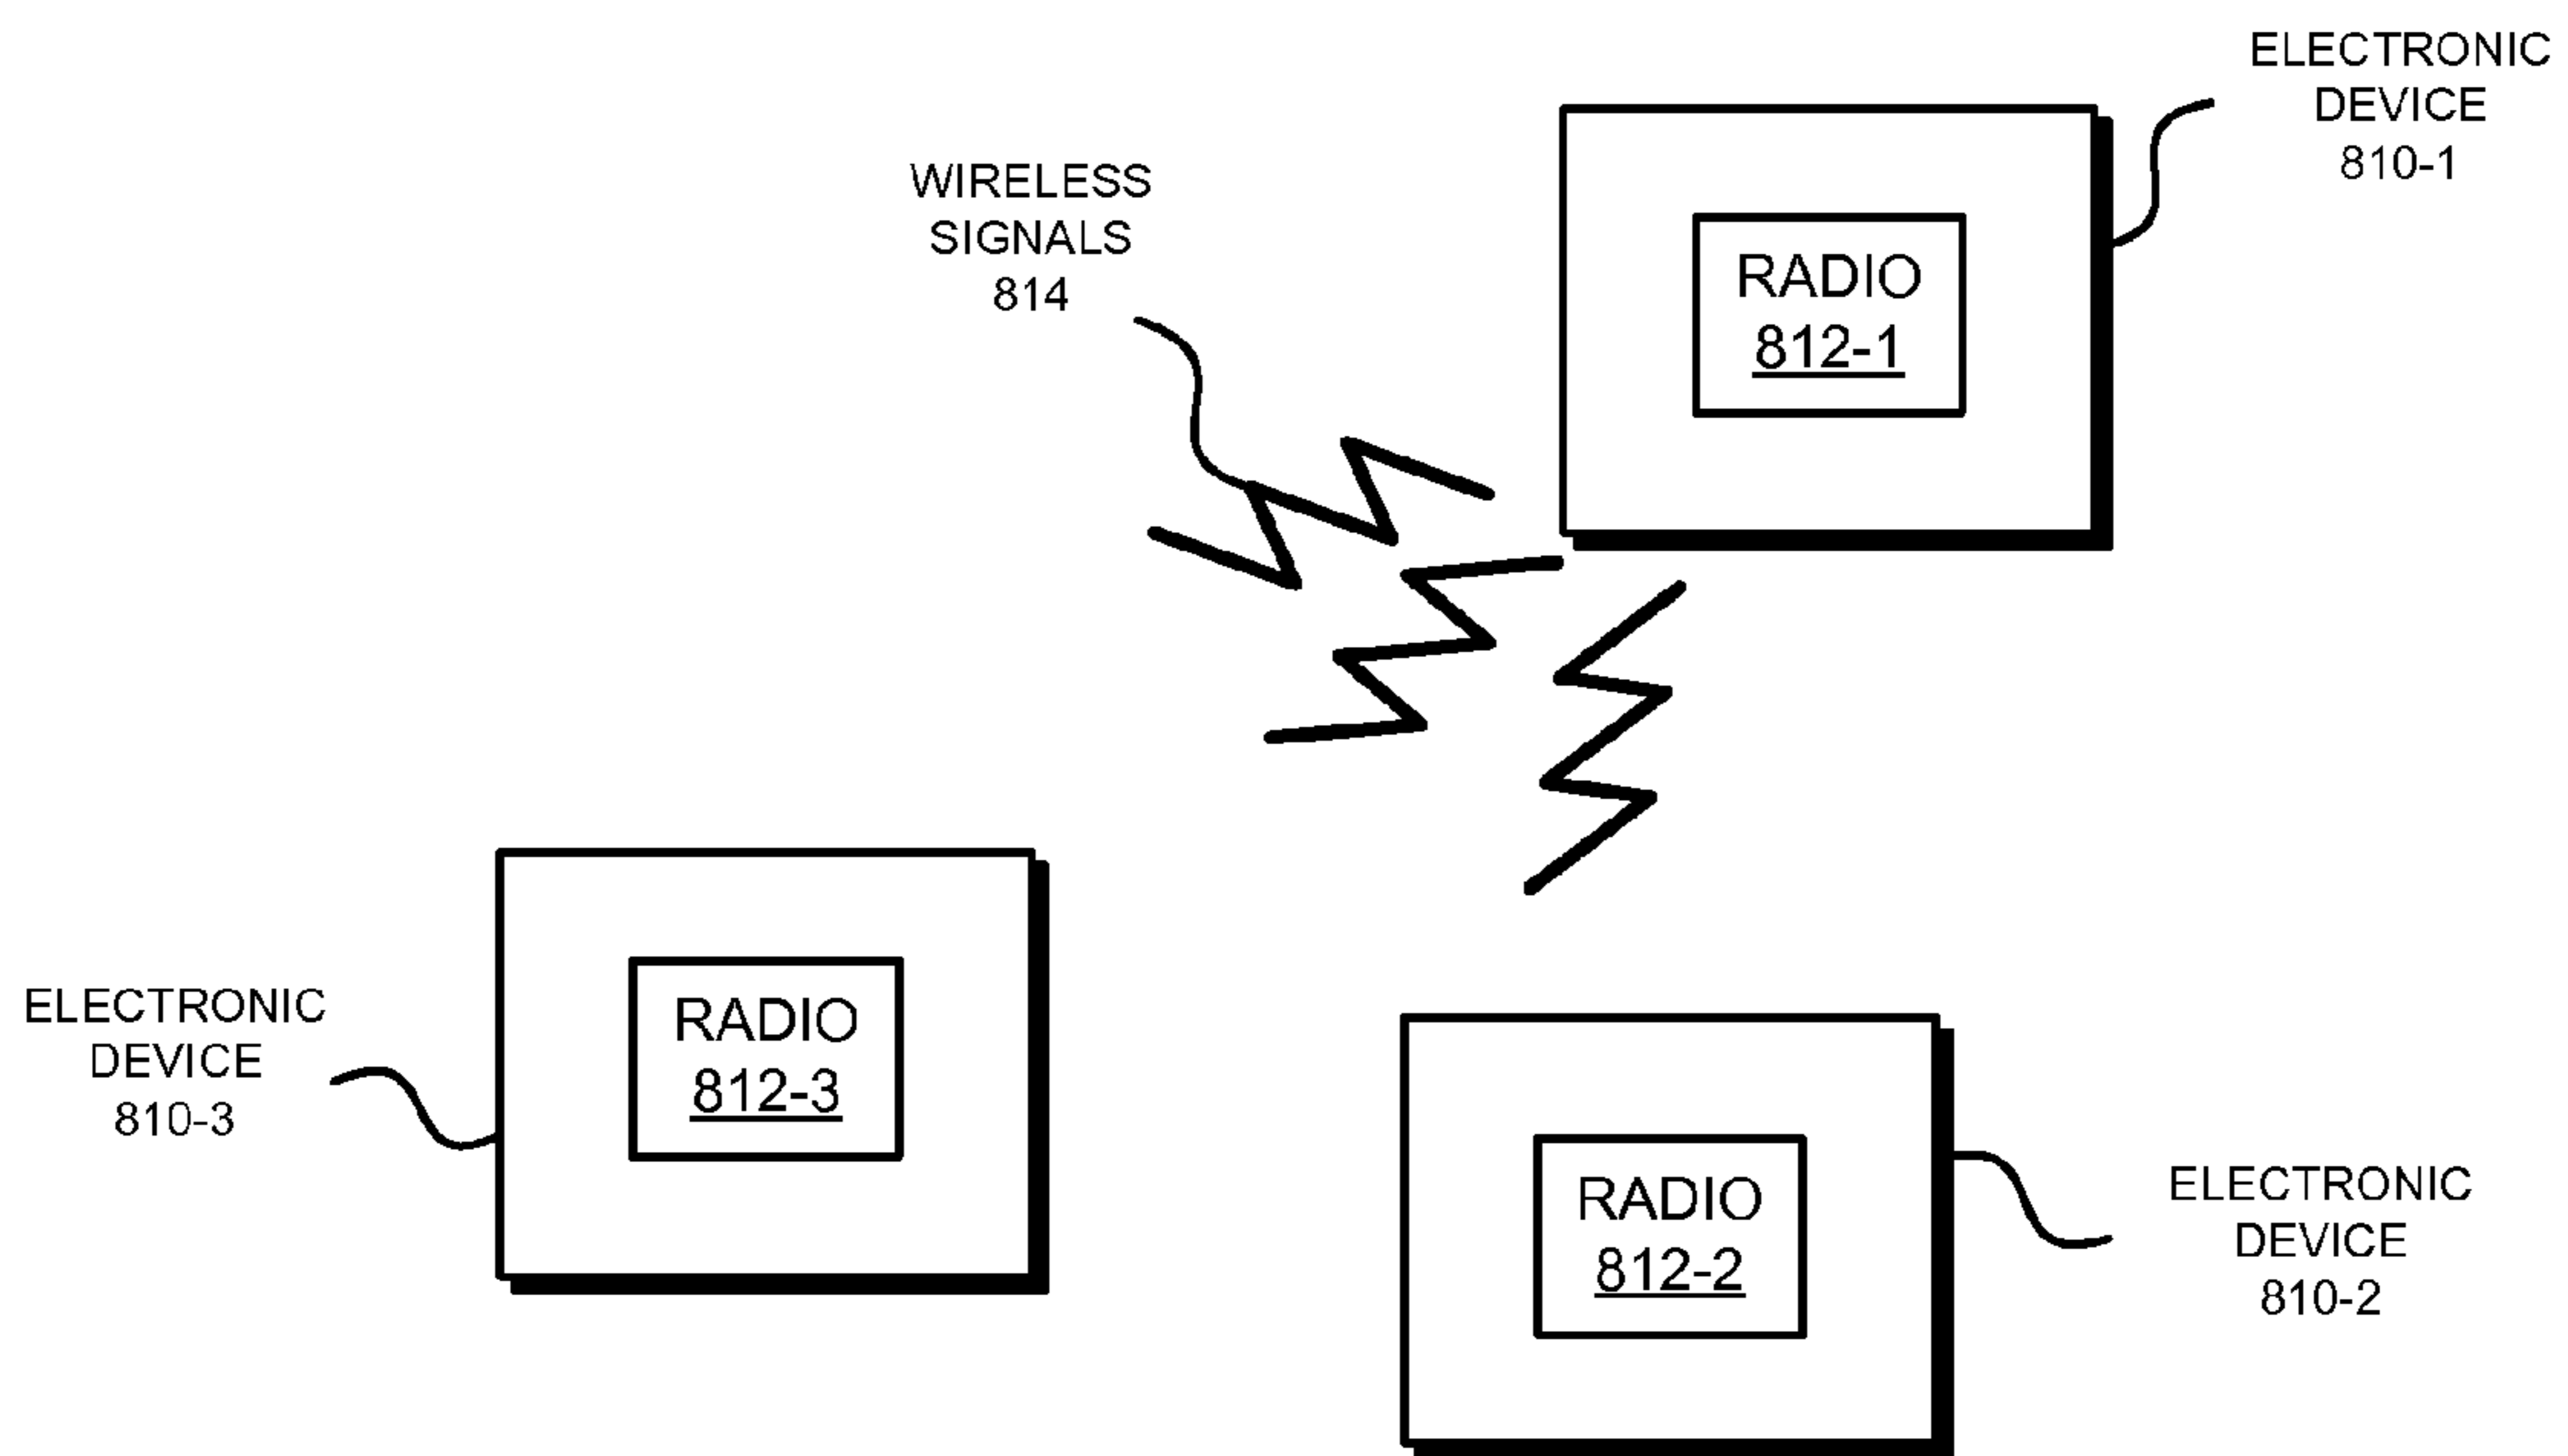 ELECTRONIC
DEVICE
810-1
WIRELESS
SIGNALS
814
RADIO
812-1
ELECTRONIC
DEVICE
810-3
RADIO
812-3
RADIO
812-2
ELECTRONIC
DEVICE
810-2